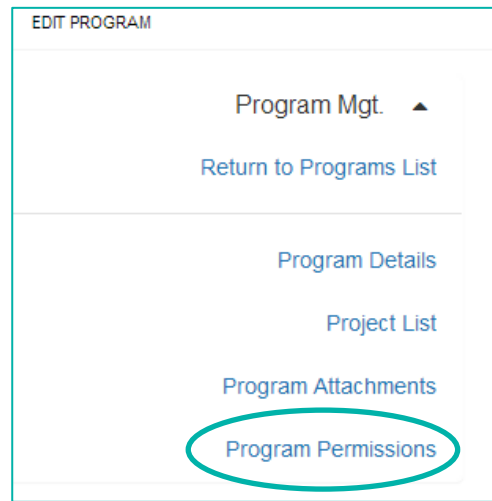 EDIT PROGRAM
Program Mgt.
Return to Programs List
Program Details
Project List
Program Attachments
Program Permissions